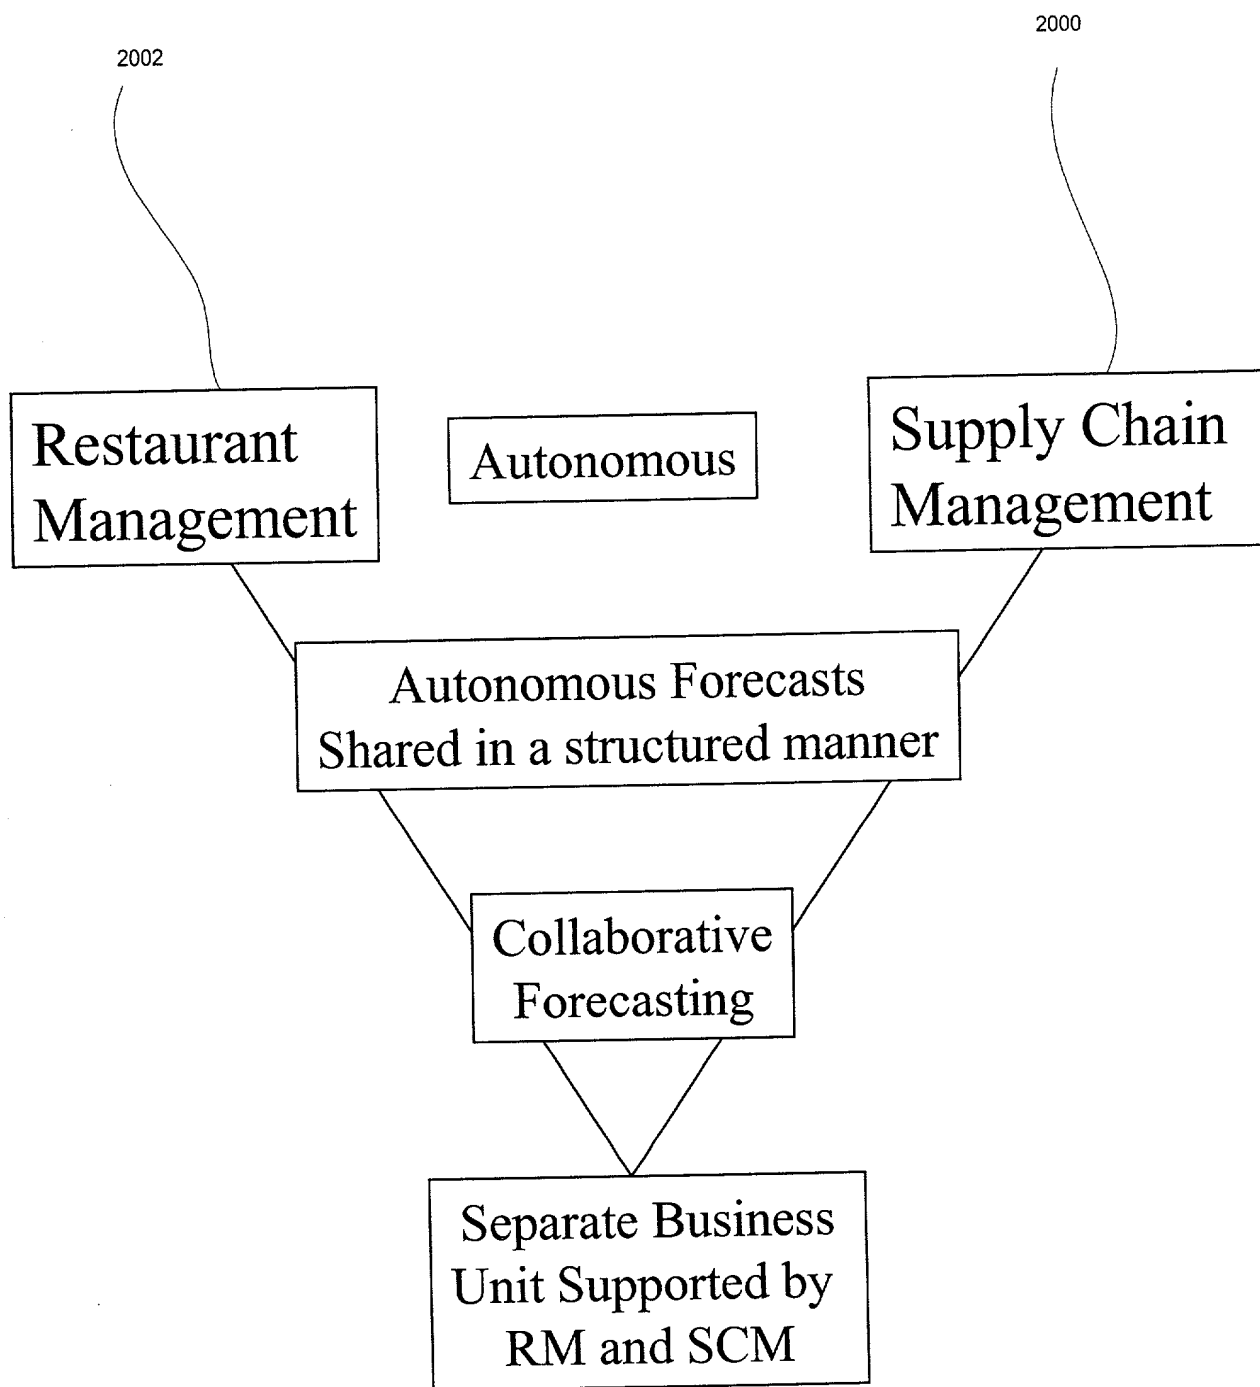 2002
2000
Restaurant
Management
Autonomous
Supply Chain
Management
Autonomous Forecasts
Shared in a structured manner
Collaborative
Forecasting
Separate Business
Unit Supported by
RM and SCM